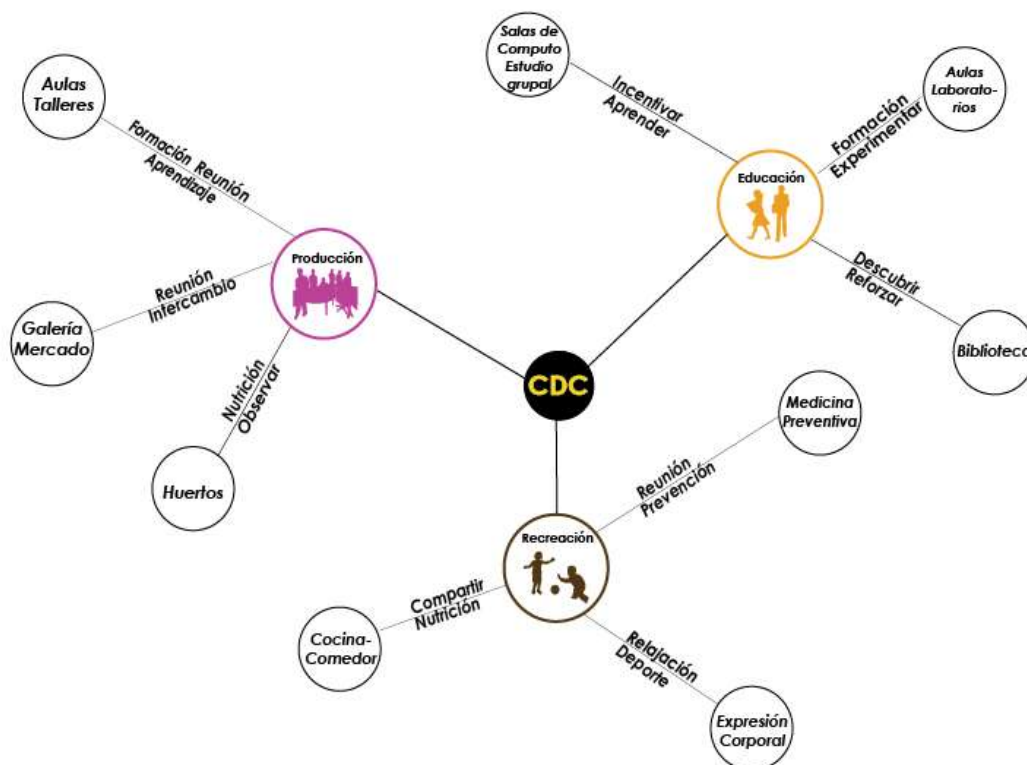 Salas de
Computo
Estudio
grupal
Incentivar
Aprender
Aulas
Laborato-
rios
Formación
Experimentar
Educación
Descubrir
Reforzar
Biblioteca
Aulas
Talleres
Formación Reunión
Aprendizaje
Producción
Reunión
Intercambio
Galería
Mercado
Nutrición
Observar
Huertos
CDC
Medicina
Preventiva
Reunión
Prevención
Recreación
Compartir
Nutrición
Cocina-
Comedor
Relajación
Deporte
Expresión
Corporal